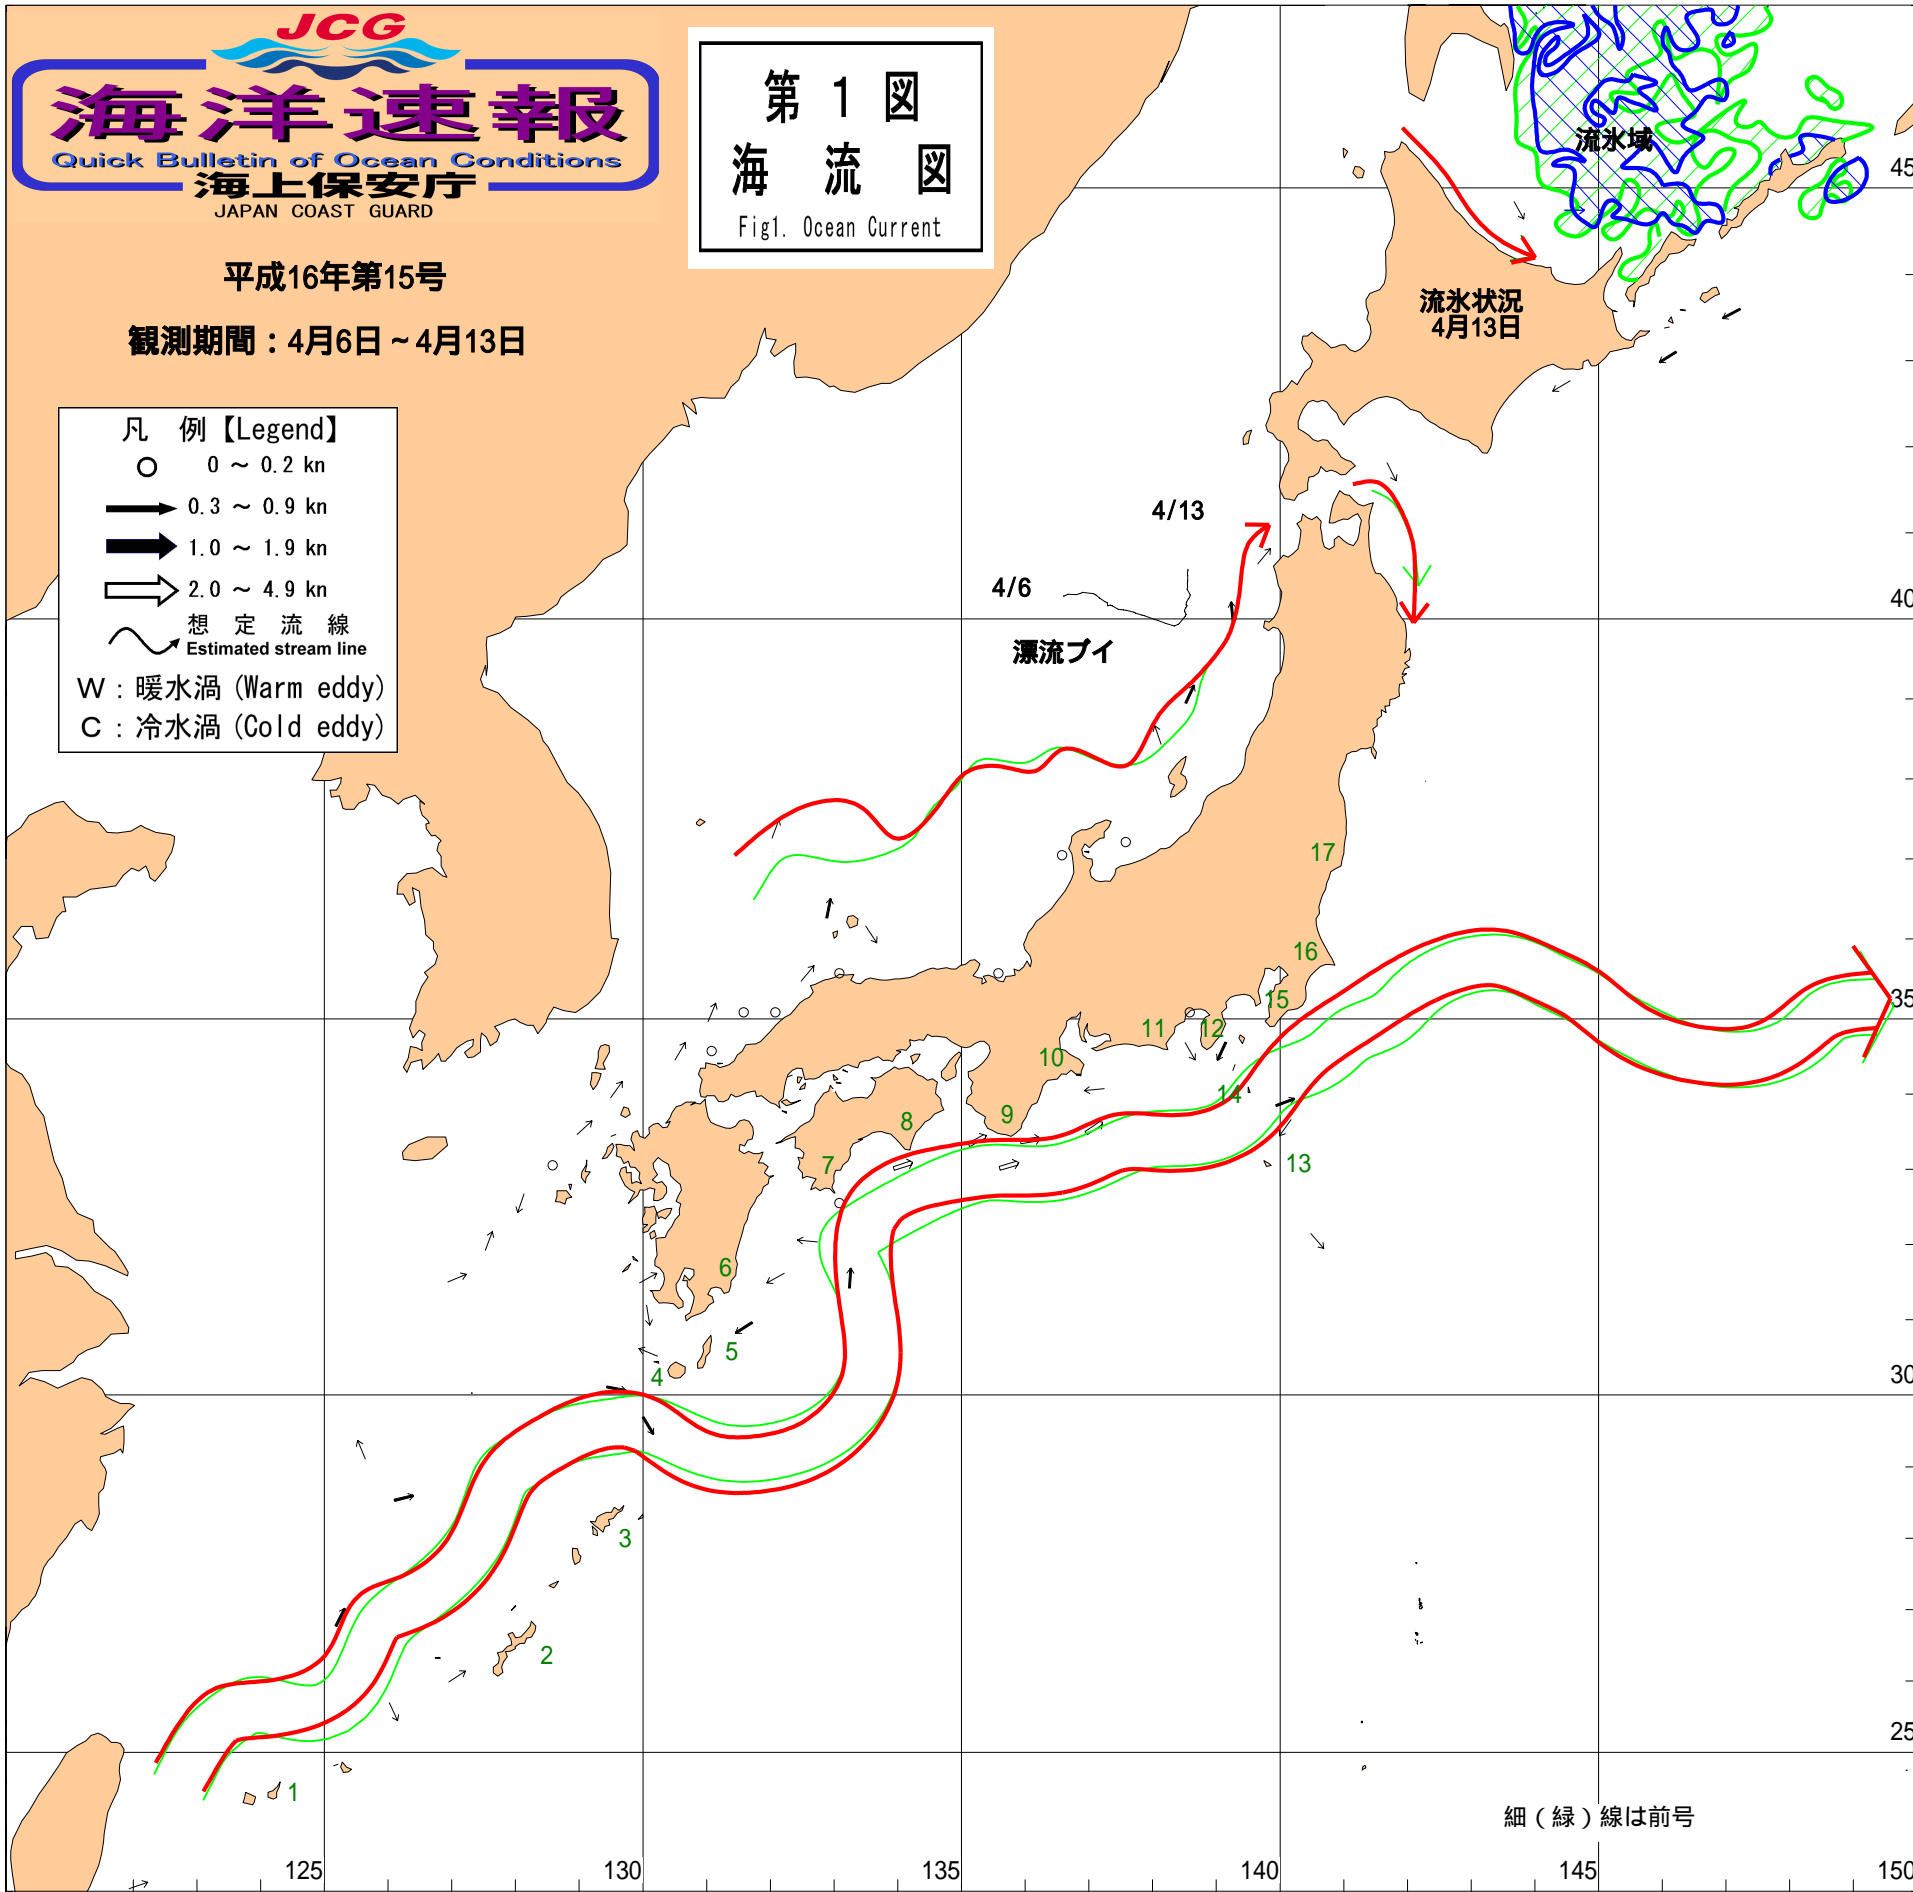 JCG
海洋速報
Quick Bulletin of Ocean Conditions
海上保安庁
JAPAN COAST GUARD
平成16年第15号
観測期間：4月6日～4月13日
第 1 図
海 流 図
Fig1. Ocean Current
凡 例【Legend】
0 ～ 0.2 kn
0.3 ～ 0.9 kn
1.0 ～ 1.9 kn
2.0 ～ 4.9 kn
想 定 流 線
Estimated stream line
W：暖水渦 (Warm eddy)
C：冷水渦 (Cold eddy)
流氷域
流氷状況
4月13日
4/13
4/6
漂流ブイ
45
40
35
30
25
17
16
15
12
11
10
14
9
8
13
7
6
5
4
3
2
1
細（緑）線は前号
125
130
135
140
145
150